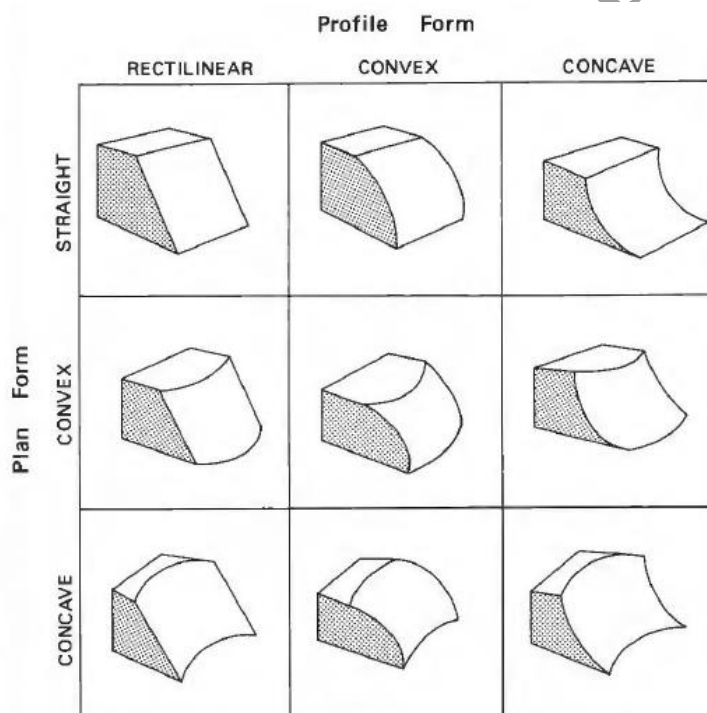 Profile Form
RECTILINEAR CONVEX CONCAVE
STRAIGHT
Plan Form
CONVEX
CONCAVE